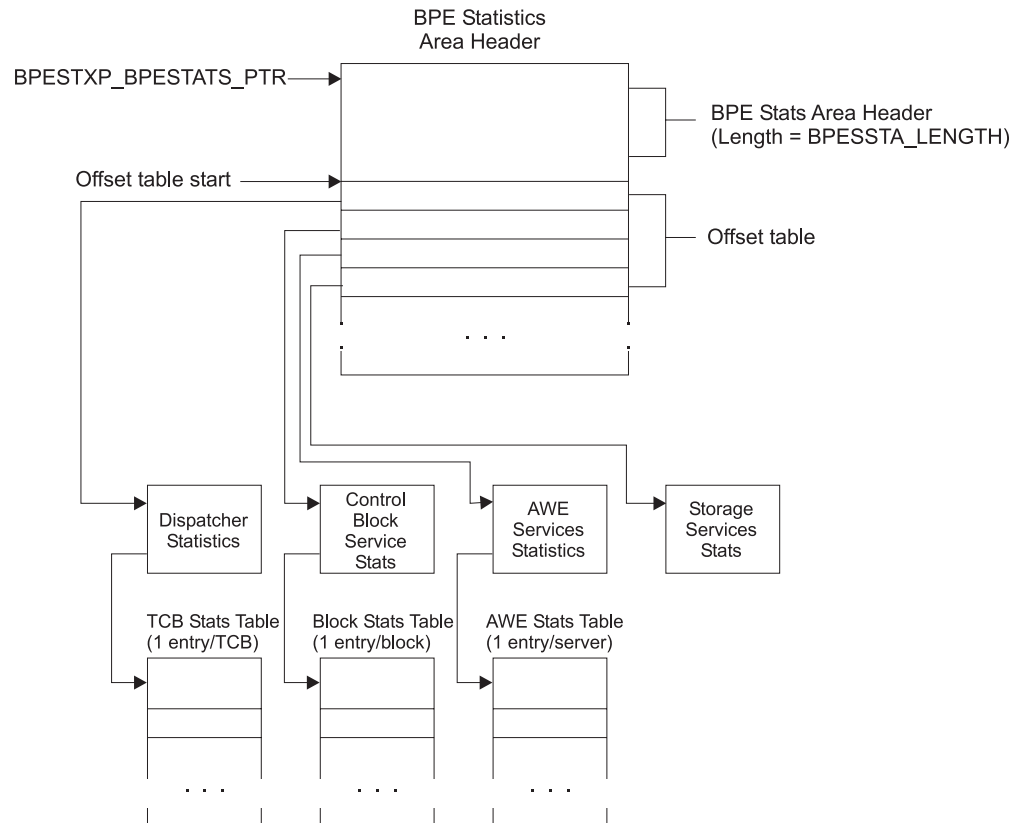 BPE Statistics
Area Header
BPESTXP_BPESTATS_PTR
BPE Stats Area Header
(Length = BPESSTA_LENGTH)
Offset table start
Offset table
. . .
Dispatcher
Statistics
Control
Block
Service
Stats
AWE
Services
Statistics
Storage
Services
Stats
TCB Stats Table
(1 entry/TCB)
Block Stats Table
(1 entry/block)
AWE Stats Table
(1 entry/server)
. . .
. . .
. . .